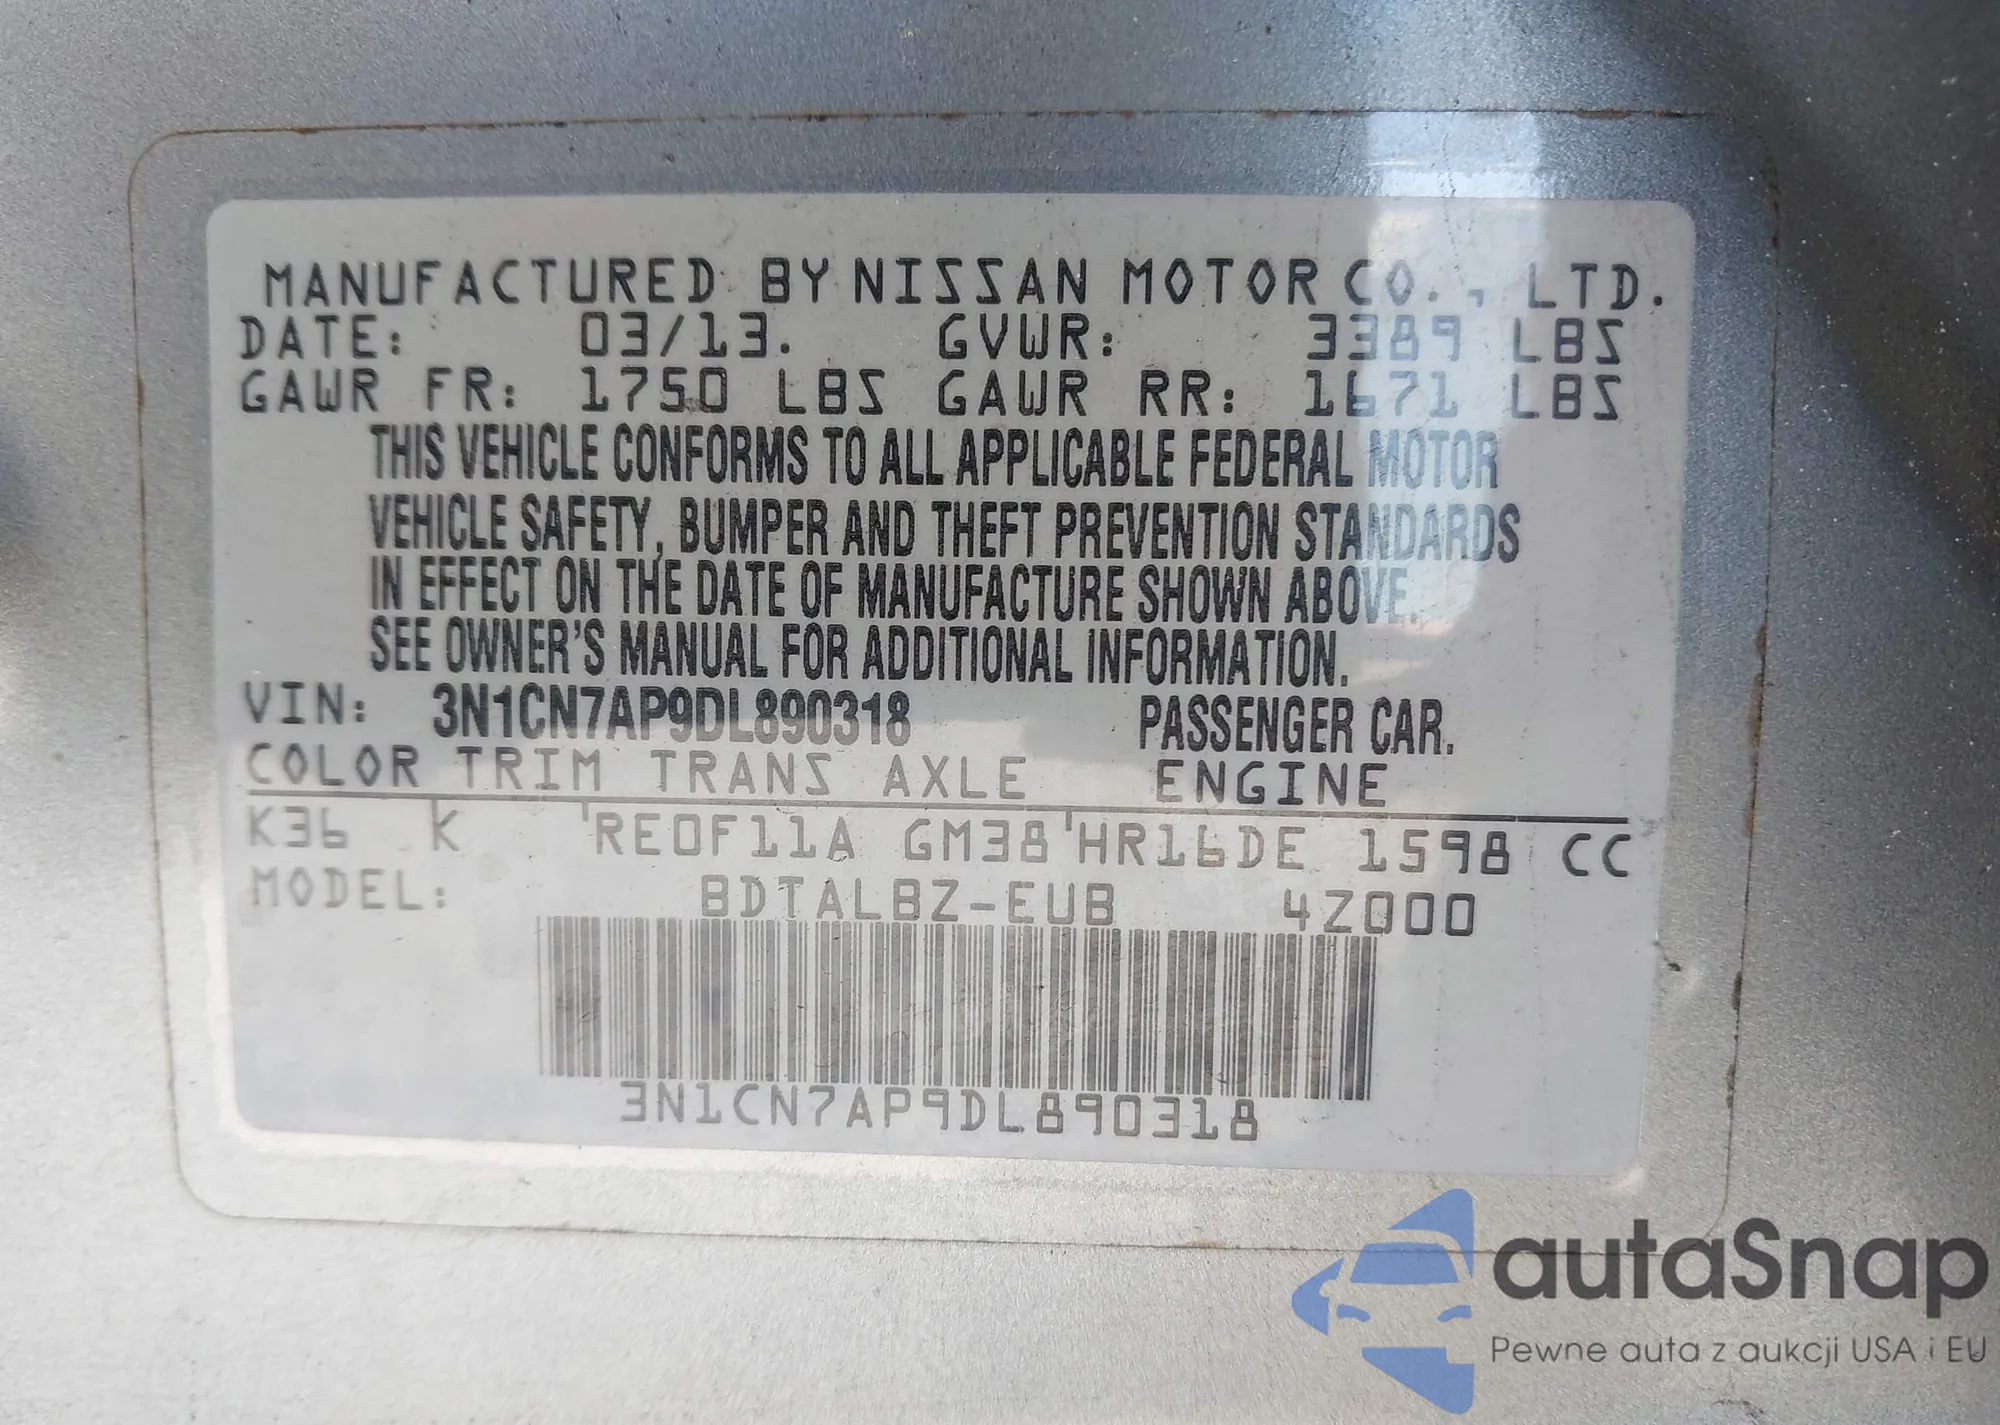 MANUFACTURED BY NISSAN MOTOR CO., LTD.
DATE: 03/13. GVWR: 3389 LBS
GAWR FR: 1750 LBS GAWR RR: 1671 LBS
THIS VEHICLE CONFORMS TO ALL APPLICABLE FEDERAL MOTOR
VEHICLE SAFETY, BUMPER AND THEFT PREVENTION STANDARDS
IN EFFECT ON THE DATE OF MANUFACTURE SHOWN ABOVE.
SEE OWNER'S MANUAL FOR ADDITIONAL INFORMATION.
VIN: 3N1CN7AP9DL890318 PASSENGER CAR.
COLOR TRIM TRANS AXLE ENGINE
K36 K 'RE0F11A GM38'HR16DE 1598 CC
MODEL: BDTALBZ-EUB 4Z000
3N1CN7AP9DL890318
autaSnap
Pewne auta z aukcji USA i EU